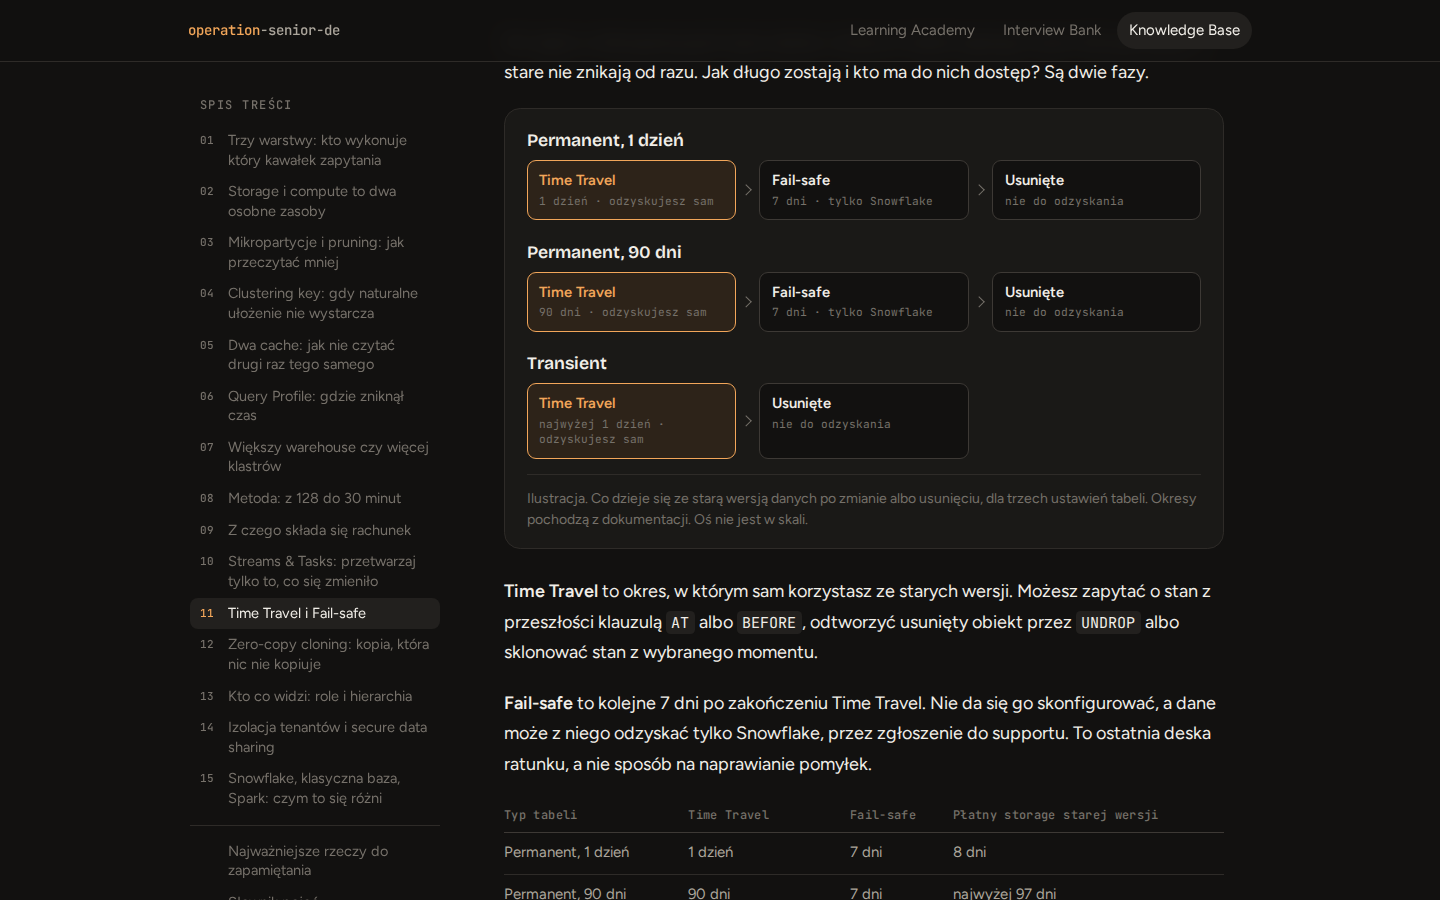 operation-senior-de
Learning Academy
Interview Bank
Knowledge Base
SPIS TREŚCI
01 Trzy warstwy: kto wykonuje
który kawałek zapytania
02 Storage i compute to dwa
osobne zasoby
03 Mikropartycje i pruning: jak
przeczytać mniej
04 Clustering key: gdy naturalne
ułożenie nie wystarcza
05 Dwa cache: jak nie czytać
drugi raz tego samego
06 Query Profile: gdzie zniknął
czas
07 Większy warehouse czy więcej
klastrów
08 Metoda: z 128 do 30 minut
09 Z czego składa się rachunek
10 Streams & Tasks: przetwarzaj
tylko to, co się zmieniło
11 Time Travel i Fail-safe
12 Zero-copy cloning: kopia, która
nic nie kopiuje
13 Kto co widzi: role i hierarchia
14 Izolacja tenantów i secure data
sharing
15 Snowflake, klasyczna baza,
Spark: czym to się różni
Najważniejsze rzeczy do
zapamiętania
stare nie znikają od razu. Jak długo zostają i kto ma do nich dostęp? Są dwie fazy.
Permanent, 1 dzień
Time Travel
1 dzień · odzyskujesz sam
Fail-safe
7 dni · tylko Snowflake
Usunięte
nie do odzyskania
Permanent, 90 dni
Time Travel
90 dni · odzyskujesz sam
Fail-safe
7 dni · tylko Snowflake
Usunięte
nie do odzyskania
Transient
Time Travel
najwyżej 1 dzień ·
odzyskujesz sam
Usunięte
nie do odzyskania
Ilustracja. Co dzieje się ze starą wersją danych po zmianie albo usunięciu, dla trzech ustawień tabeli. Okresy
pochodzą z dokumentacji. Oś nie jest w skali.
Time Travel to okres, w którym sam korzystasz ze starych wersji. Możesz zapytać o stan z
przeszłości klauzulą AT albo BEFORE, odtworzyć usunięty obiekt przez UNDROP albo
sklonować stan z wybranego momentu.
Fail-safe to kolejne 7 dni po zakończeniu Time Travel. Nie da się go skonfigurować, a dane
może z niego odzyskać tylko Snowflake, przez zgłoszenie do supportu. To ostatnia deska
ratunku, a nie sposób na naprawianie pomyłek.
Typ tabeli Time Travel Fail-safe Płatny storage starej wersji
Permanent, 1 dzień 1 dzień 7 dni 8 dni
Permanent, 90 dni 90 dni 7 dni najwyżej 97 dni